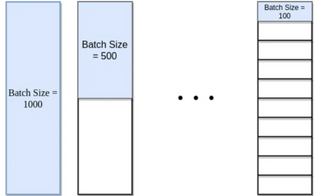 Batch Size =
1000
Batch Size
= 500
• • •
Batch Size =
100